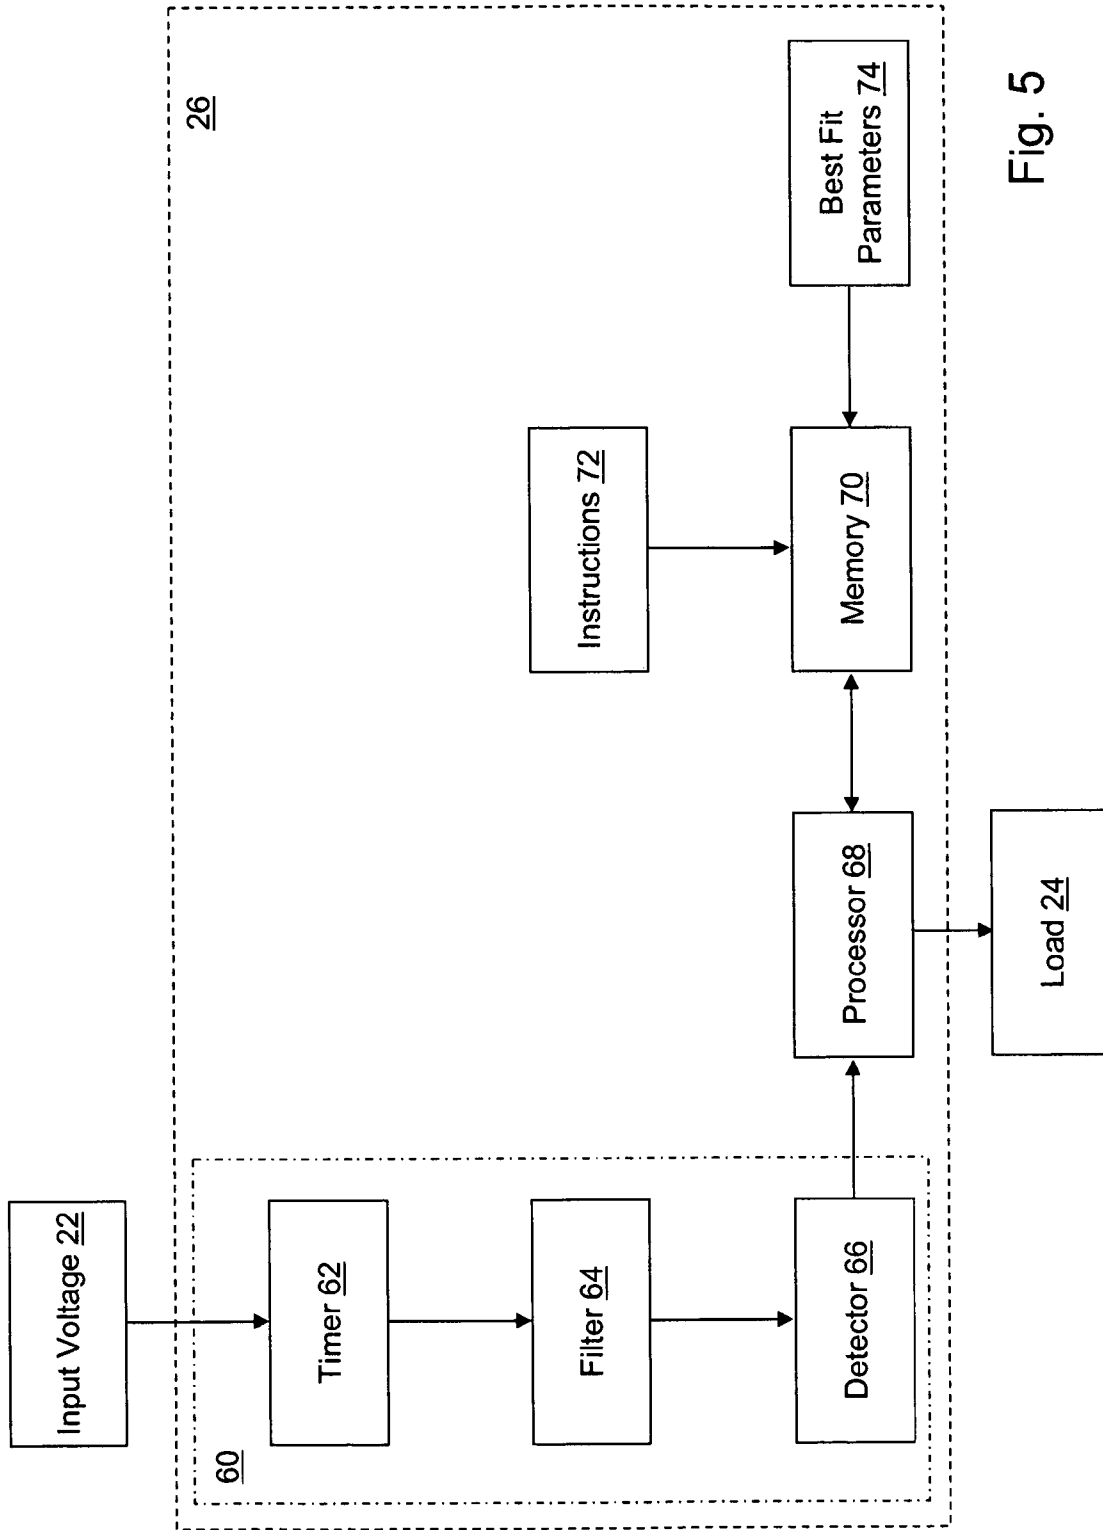 26
60
Input Voltage 22
Timer 62
Filter 64
Detector 66
Processor 68
Load 24
Instructions 72
Memory 70
Best Fit
Parameters 74
Fig. 5